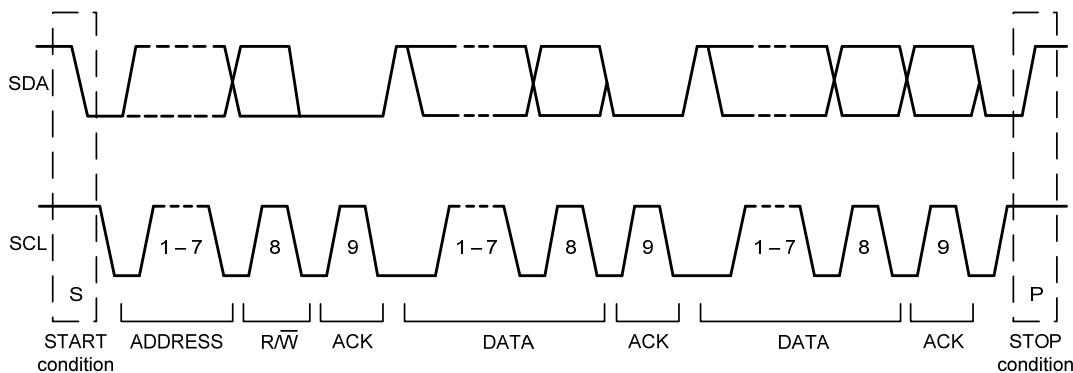 SDA
SCL
1 – 7
8
9
1 – 7
8
9
1 – 7
8
9
S
P
START
condition
ADDRESS
R/W̅
ACK
DATA
ACK
DATA
ACK
STOP
condition